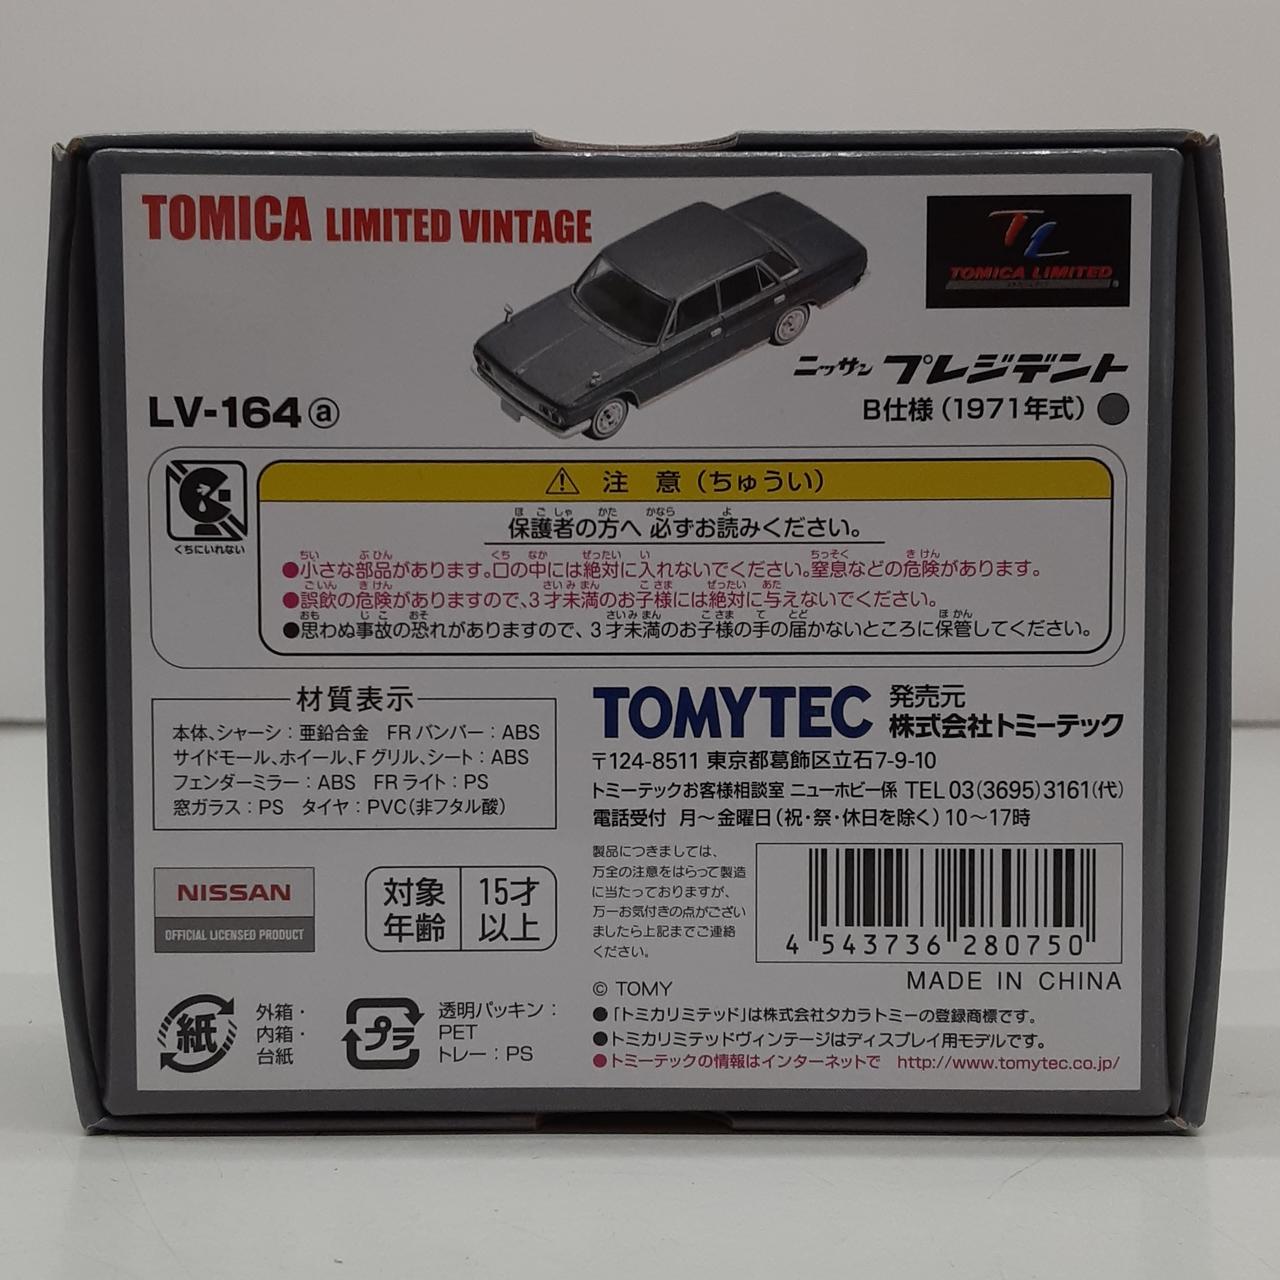 TOMICA LIMITED VINTAGE
TL
TOMICA LIMITED
ニッサン プレジデント
LV-164 ⓐ
B仕様(1971年式)
くちにいれない
⚠ 注 意(ちゅうい)
保護者の方へ 必ずお読みください。
●小さな部品があります。口の中には絶対に入れないでください。窒息などの危険があります。
●誤飲の危険がありますので、3才未満のお子様には絶対に与えないでください。
●思わぬ事故の恐れがありますので、3才未満のお子様の手の届かないところに保管してください。
材質表示
本体、シャーシ：亜鉛合金 FRバンパー：ABS
サイドモール、ホイール、Fグリル、シート：ABS
フェンダーミラー：ABS FRライト：PS
窓ガラス：PS タイヤ：PVC(非フタル酸)
TOMYTEC 発売元
株式会社トミーテック
〒124-8511 東京都葛飾区立石7-9-10
トミーテックお客様相談室 ニューホビー係 TEL 03(3695)3161(代)
電話受付 月〜金曜日(祝・祭・休日を除く)10〜17時
NISSAN
OFFICIAL LICENSED PRODUCT
対象年齢 15才以上
製品につきましては、
万全の注意をはらって製造
に当たっておりますが、
万一お気付きの点がござい
ましたら上記までご連絡
ください。
4 543736 280750
MADE IN CHINA
© TOMY
紙
外箱・
内箱・
台紙
プラ
透明パッキン：
PET
トレー：PS
●「トミカリミテッド」は株式会社タカラトミーの登録商標です。
●トミカリミテッドヴィンテージはディスプレイ用モデルです。
●トミーテックの情報はインターネットで http://www.tomytec.co.jp/